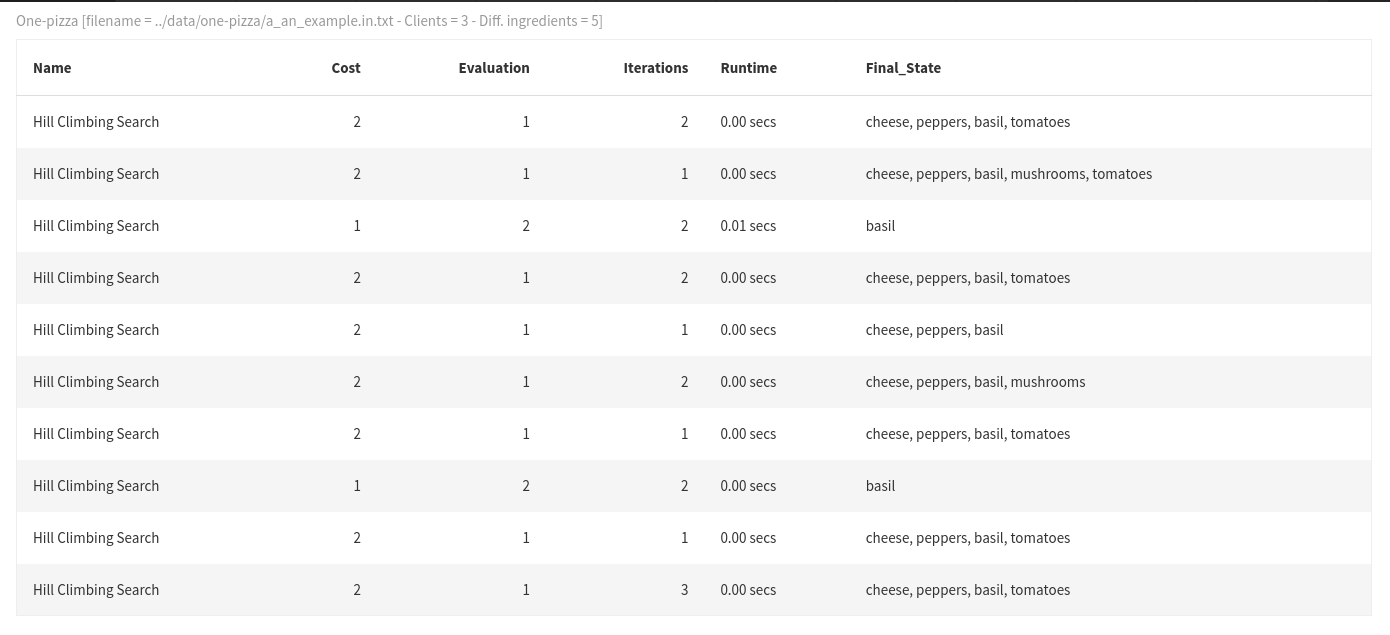 One-pizza [filename = ../data/one-pizza/a_an_example.in.txt - Clients = 3 - Diff. ingredients = 5]
Name Cost Evaluation Iterations Runtime Final_State
Hill Climbing Search 2 1 2 0.00 secs cheese, peppers, basil, tomatoes
Hill Climbing Search 2 1 1 0.00 secs cheese, peppers, basil, mushrooms, tomatoes
Hill Climbing Search 1 2 2 0.01 secs basil
Hill Climbing Search 2 1 2 0.00 secs cheese, peppers, basil, tomatoes
Hill Climbing Search 2 1 1 0.00 secs cheese, peppers, basil
Hill Climbing Search 2 1 2 0.00 secs cheese, peppers, basil, mushrooms
Hill Climbing Search 2 1 1 0.00 secs cheese, peppers, basil, tomatoes
Hill Climbing Search 1 2 2 0.00 secs basil
Hill Climbing Search 2 1 1 0.00 secs cheese, peppers, basil, tomatoes
Hill Climbing Search 2 1 3 0.00 secs cheese, peppers, basil, tomatoes